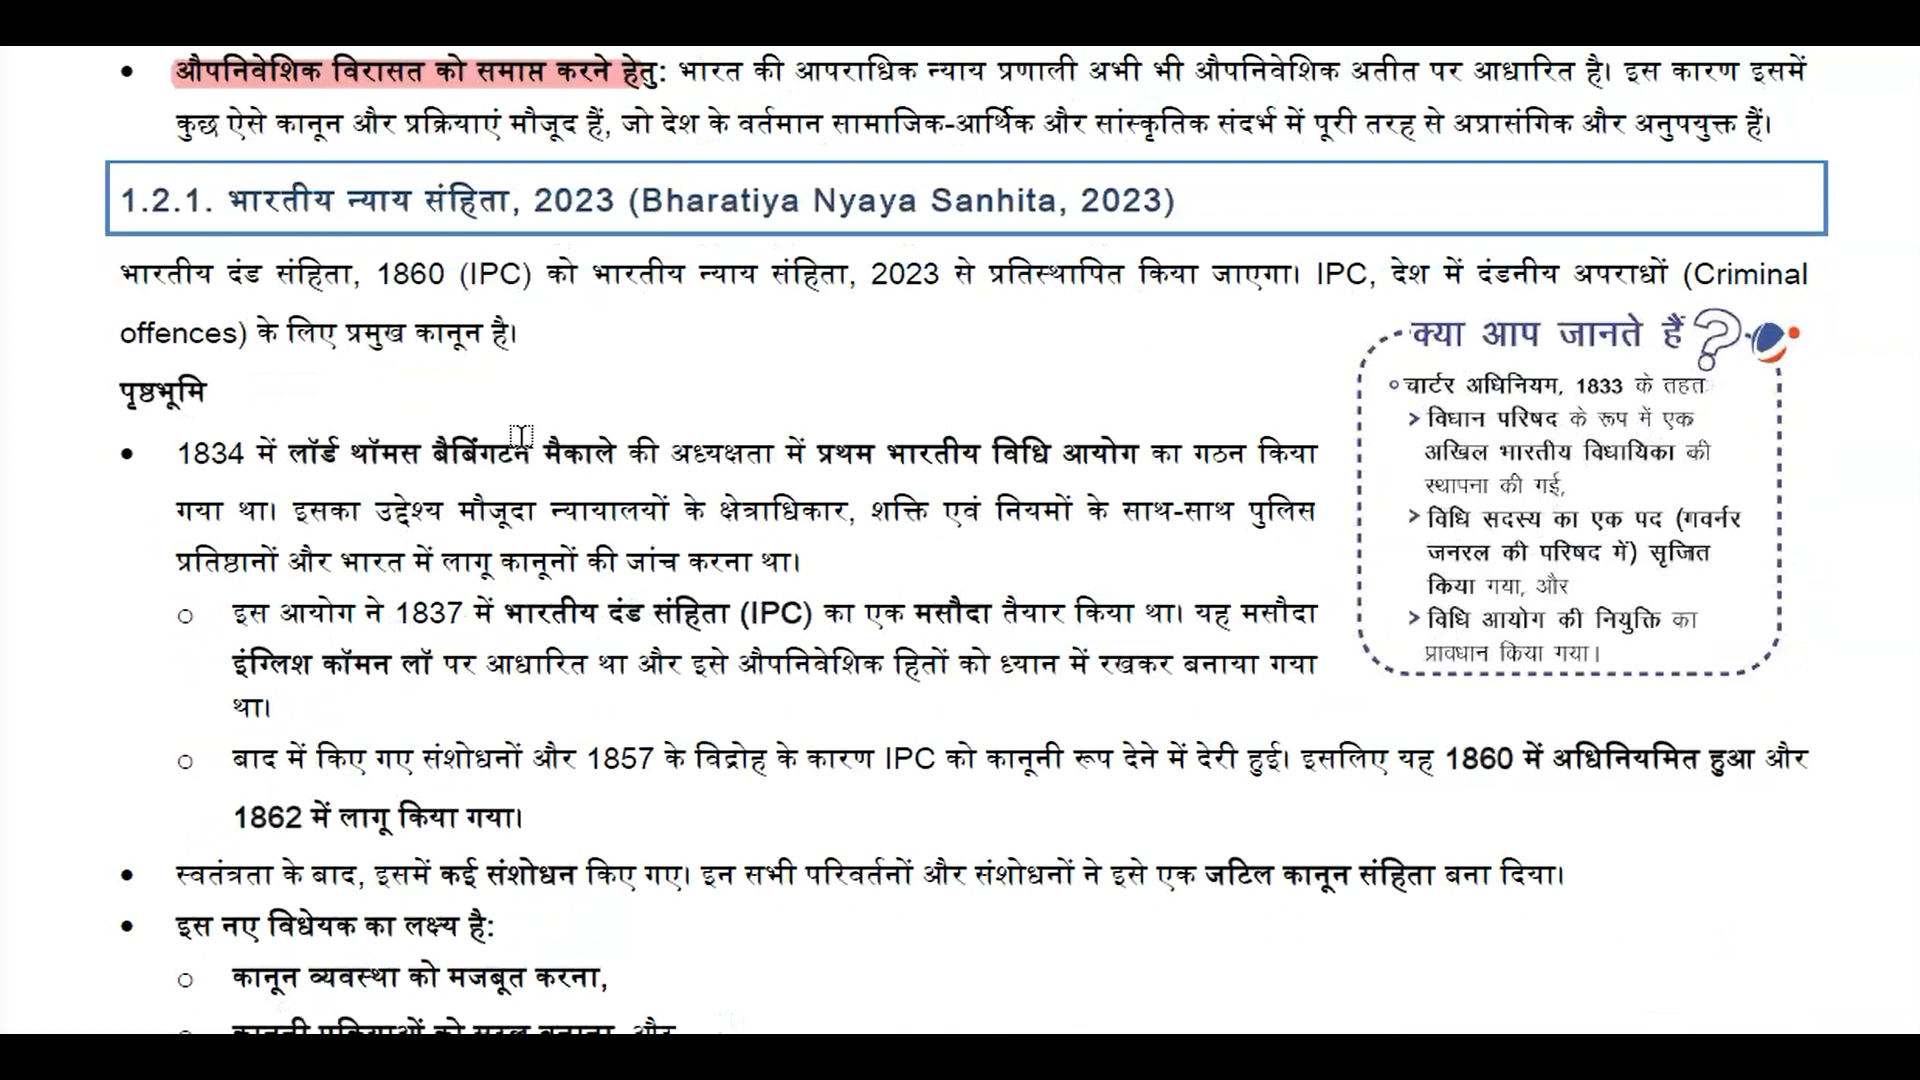 • औपनिवेशिक विरासत को समाप्त करने हेतु: भारत की आपराधिक न्याय प्रणाली अभी भी औपनिवेशिक अतीत पर आधारित है। इस कारण इसमें
कुछ ऐसे कानून और प्रक्रियाएं मौजूद हैं, जो देश के वर्तमान सामाजिक-आर्थिक और सांस्कृतिक संदर्भ में पूरी तरह से अप्रासंगिक और अनुपयुक्त हैं।
1.2.1. भारतीय न्याय संहिता, 2023 (Bharatiya Nyaya Sanhita, 2023)
भारतीय दंड संहिता, 1860 (IPC) को भारतीय न्याय संहिता, 2023 से प्रतिस्थापित किया जाएगा। IPC, देश में दंडनीय अपराधों (Criminal
offences) के लिए प्रमुख कानून है।
पृष्ठभूमि
• 1834 में लॉर्ड थॉमस बैबिंगटन मैकाले की अध्यक्षता में प्रथम भारतीय विधि आयोग का गठन किया
गया था। इसका उद्देश्य मौजूदा न्यायालयों के क्षेत्राधिकार, शक्ति एवं नियमों के साथ-साथ पुलिस
प्रतिष्ठानों और भारत में लागू कानूनों की जांच करना था।
○ इस आयोग ने 1837 में भारतीय दंड संहिता (IPC) का एक मसौदा तैयार किया था। यह मसौदा
इंग्लिश कॉमन लॉ पर आधारित था और इसे औपनिवेशिक हितों को ध्यान में रखकर बनाया गया
था।
○ बाद में किए गए संशोधनों और 1857 के विद्रोह के कारण IPC को कानूनी रूप देने में देरी हुई। इसलिए यह 1860 में अधिनियमित हुआ और
1862 में लागू किया गया।
• स्वतंत्रता के बाद, इसमें कई संशोधन किए गए। इन सभी परिवर्तनों और संशोधनों ने इसे एक जटिल कानून संहिता बना दिया।
• इस नए विधेयक का लक्ष्य है:
○ कानून व्यवस्था को मजबूत करना,
○ कानूनी प्रक्रियाओं को सरल बनाना, और
क्या आप जानते हैं ?
चार्टर अधिनियम, 1833 के तहत
> विधान परिषद के रूप में एक
अखिल भारतीय विधायिका की
स्थापना की गई,
> विधि सदस्य का एक पद (गवर्नर
जनरल की परिषद में) सृजित
किया गया, और
> विधि आयोग की नियुक्ति का
प्रावधान किया गया।